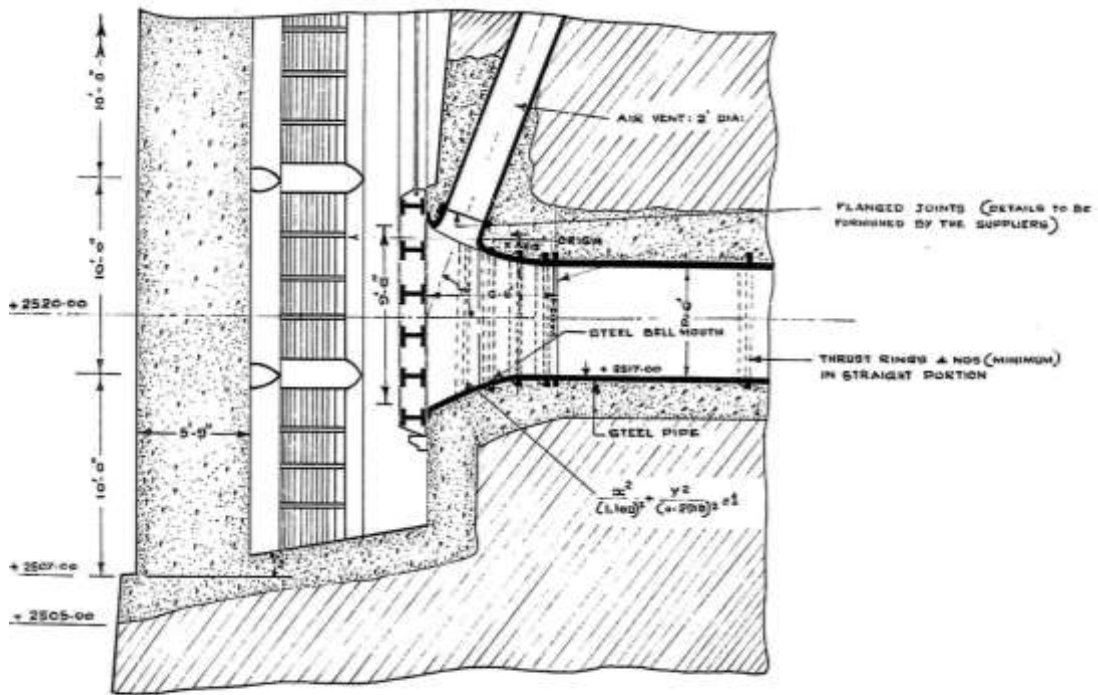 10'-0"
AIR VENT: 2' DIA:
FLANGED JOINTS (DETAILS TO BE
FURNISHED BY THE SUPPLIERS)
10'-0"
X AXIS
ORIGIN
9'-0"
+2520-00
STEEL BELL MOUTH
THRUST RINGS 4 NOS (MINIMUM)
IN STRAIGHT PORTION
+ 2517-00
5'-9"
STEEL PIPE
10'-0"
+2507-00
+ 2505-00